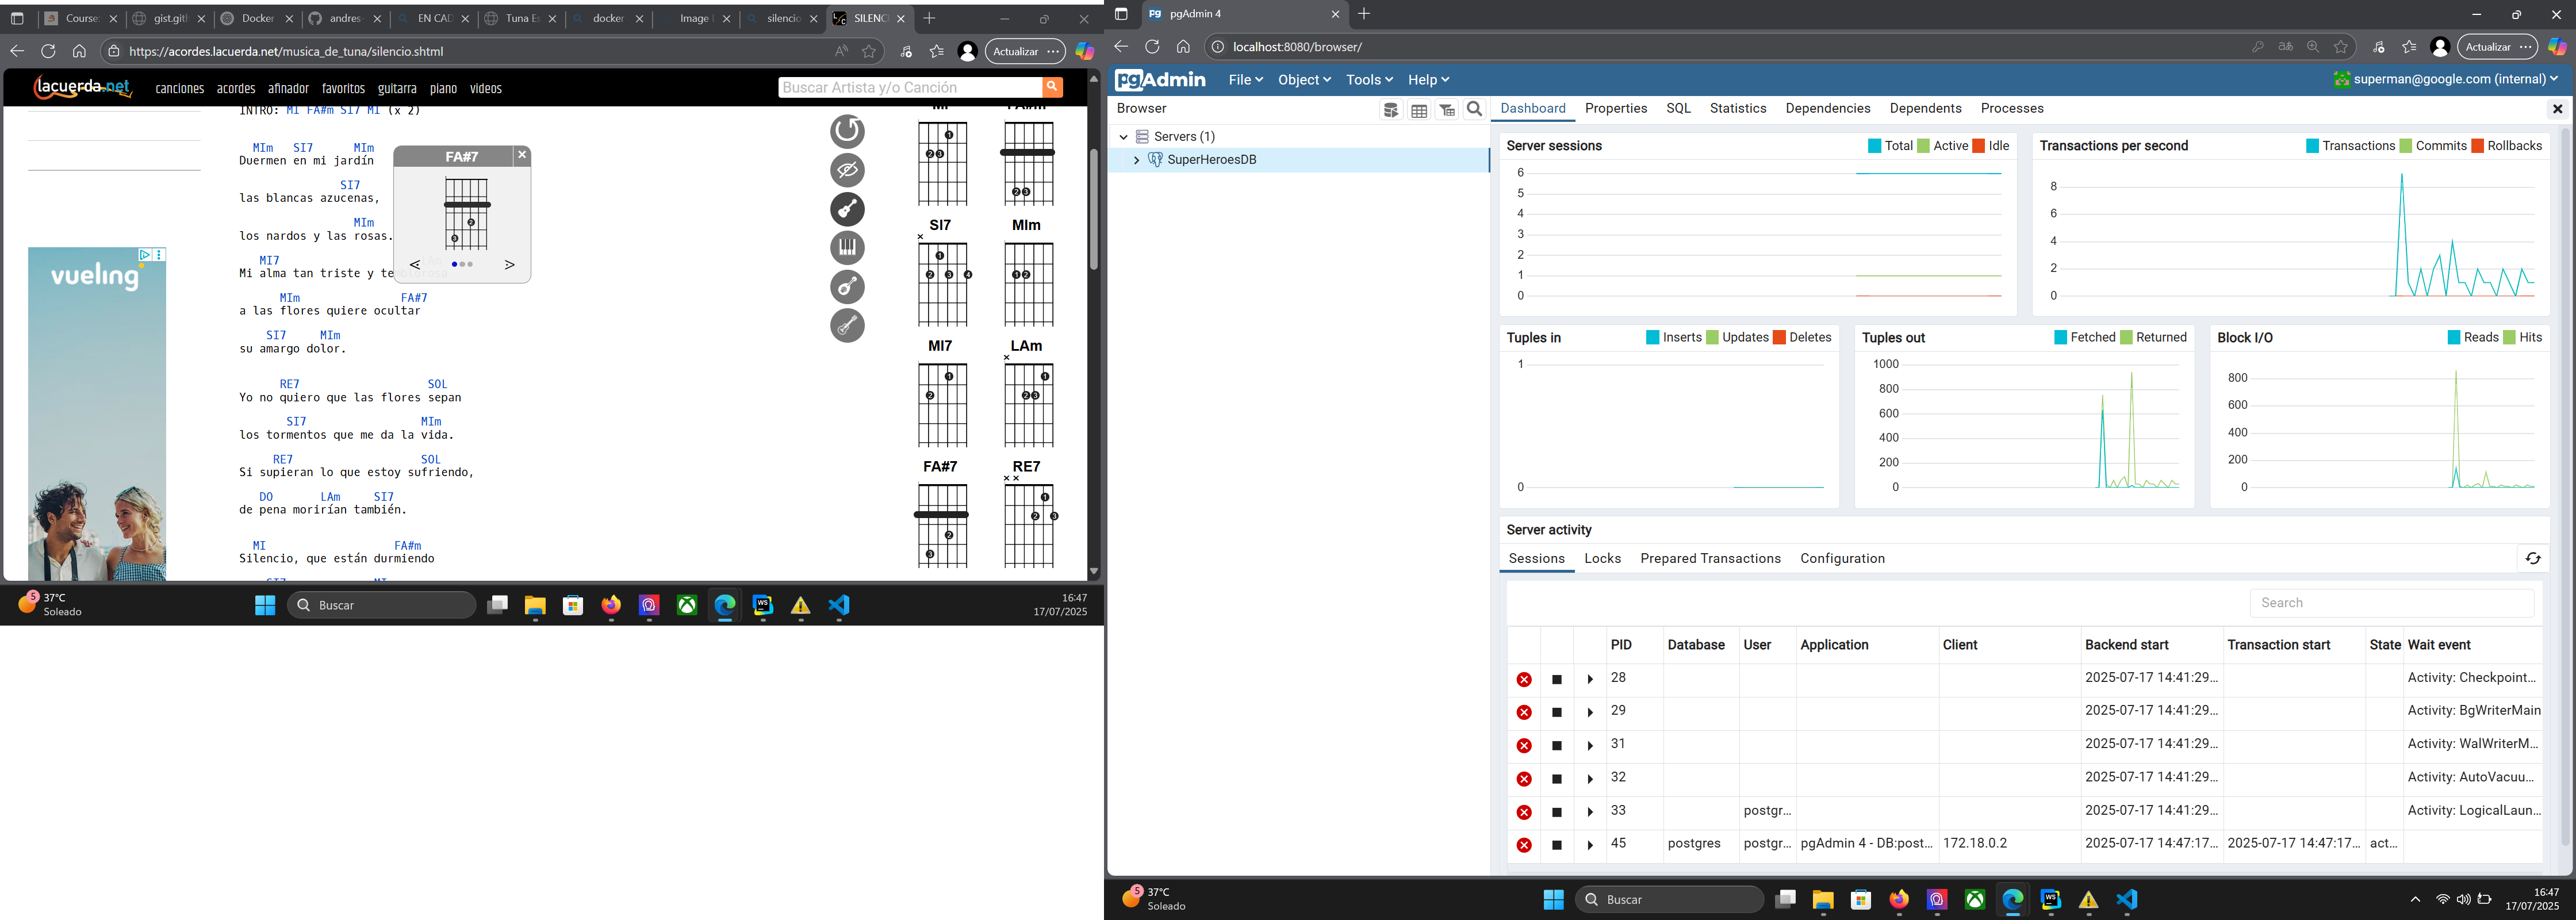 Course:
gist.gith
Docker
andres-
EN CAD
Tuna Es
docker
Image l
silencio
SILENC
https://acordes.lacuerda.net/musica_de_tuna/silencio.shtml
Actualizar
lacuerda.net
canciones acordes afinador favoritos guitarra piano videos
Buscar Artista y/o Canción
INTRO: MI FA#m SI7 MI (x 2)
MIm SI7 MIm
Duermen en mi jardín
SI7
las blancas azucenas,
MIm
los nardos y las rosas.
MI7
Mi alma tan triste y temblorosa
MIm FA#7
a las flores quiere ocultar
SI7 MIm
su amargo dolor.
RE7 SOL
Yo no quiero que las flores sepan
SI7 MIm
los tormentos que me da la vida.
RE7 SOL
Si supieran lo que estoy sufriendo,
DO LAm SI7
de pena morirían también.
MI FA#m
Silencio, que están durmiendo
SI7 MI
FA#7
< >
vueling
MI FA#m
SI7 MIm
MI7 LAm
FA#7 RE7
5
37°C
Soleado
Buscar
16:47
17/07/2025
pgAdmin 4
localhost:8080/browser/
Actualizar
pgAdmin
File Object Tools Help
superman@google.com (internal)
Browser
Servers (1)
SuperHeroesDB
Dashboard Properties SQL Statistics Dependencies Dependents Processes
Server sessions
Total Active Idle
6
5
4
3
2
1
0
Transactions per second
Transactions Commits Rollbacks
8
6
4
2
0
Tuples in
Inserts Updates Deletes
1
0
Tuples out
Fetched Returned
1000
800
600
400
200
0
Block I/O
Reads Hits
800
600
400
200
0
Server activity
Sessions Locks Prepared Transactions Configuration
Search
PID Database User Application Client Backend start Transaction start State Wait event
28 2025-07-17 14:41:29... Activity: Checkpoint...
29 2025-07-17 14:41:29... Activity: BgWriterMain
31 2025-07-17 14:41:29... Activity: WalWriterM...
32 2025-07-17 14:41:29... Activity: AutoVacuu...
33 postgr... 2025-07-17 14:41:29... Activity: LogicalLaun...
45 postgres postgr... pgAdmin 4 - DB:post... 172.18.0.2 2025-07-17 14:47:17... 2025-07-17 14:47:17... act...
5
37°C
Soleado
Buscar
16:47
17/07/2025